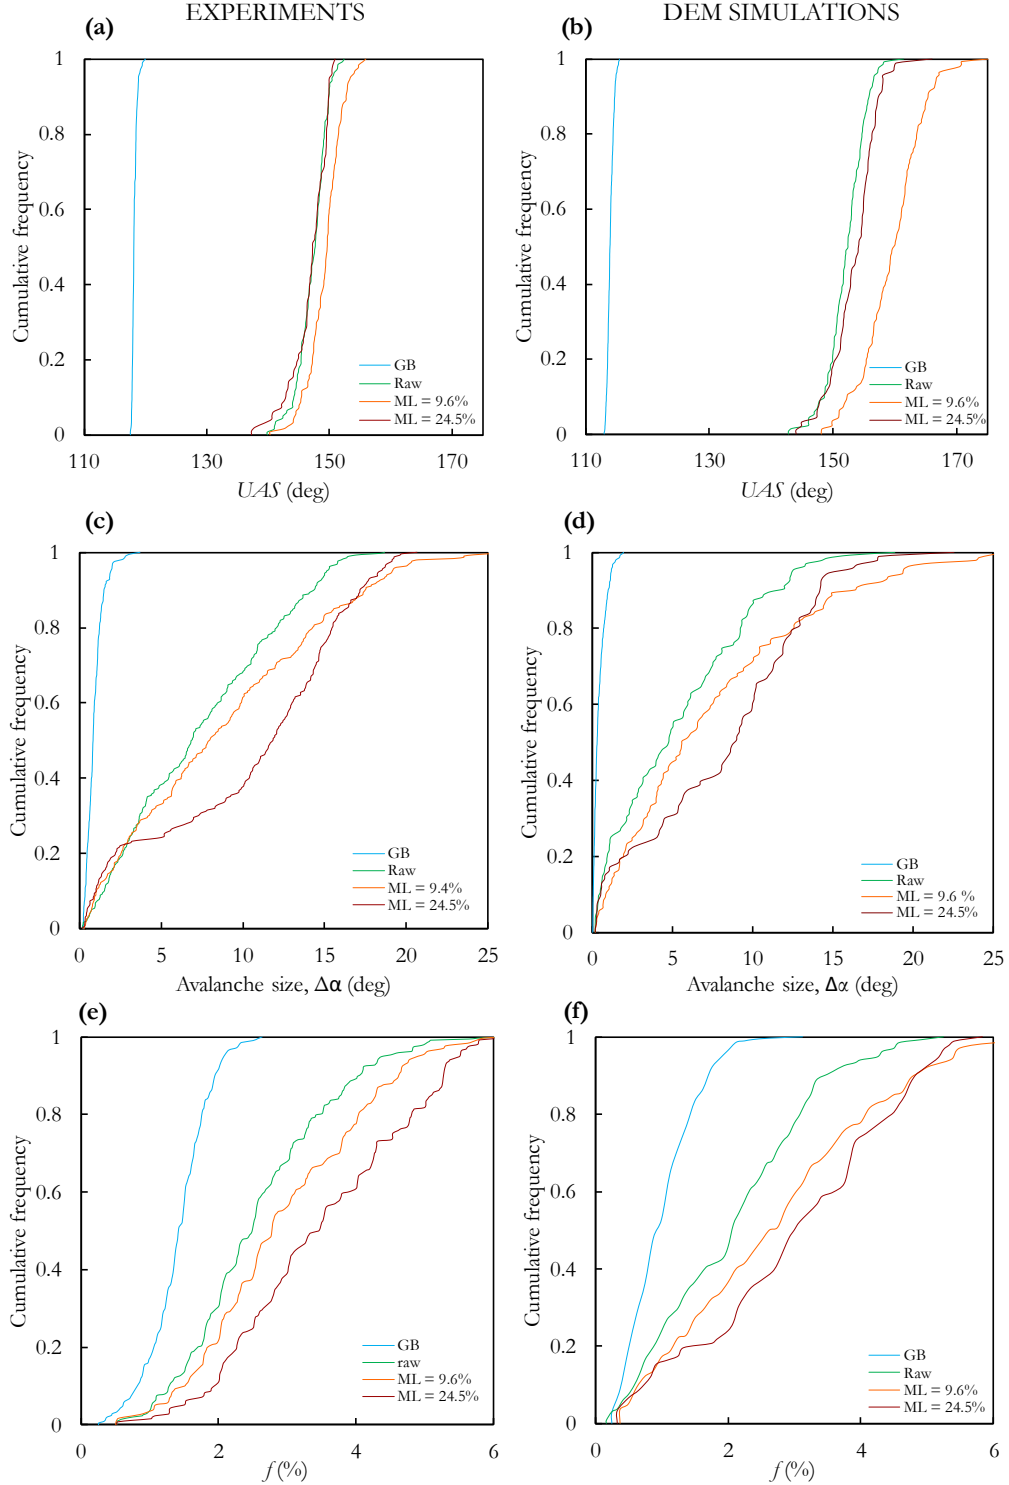 EXPERIMENTS
DEM SIMULATIONS
(a)
1
0.8
0.6
0.4
0.2
0
Cumulative frequency
GB
Raw
ML = 9.6%
ML = 24.5%
110 130 150 170
UAS (deg)
(b)
1
0.8
0.6
0.4
0.2
0
Cumulative frequency
GB
Raw
ML = 9.6%
ML = 24.5%
110 130 150 170
UAS (deg)
(c)
1
0.8
0.6
0.4
0.2
0
Cumulative frequency
GB
Raw
ML = 9.4%
ML = 24.5%
0 5 10 15 20 25
Avalanche size, Δα (deg)
(d)
1
0.8
0.6
0.4
0.2
0
Cumulative frequency
GB
Raw
ML = 9.6 %
ML = 24.5%
0 5 10 15 20 25
Avalanche size, Δα (deg)
(e)
1
0.8
0.6
0.4
0.2
0
Cumulative frequency
GB
raw
ML = 9.6%
ML = 24.5%
0 2 4 6
f (%)
(f)
1
0.8
0.6
0.4
0.2
0
Cumulative frequency
GB
Raw
ML = 9.6%
ML = 24.5%
0 2 4 6
f (%)